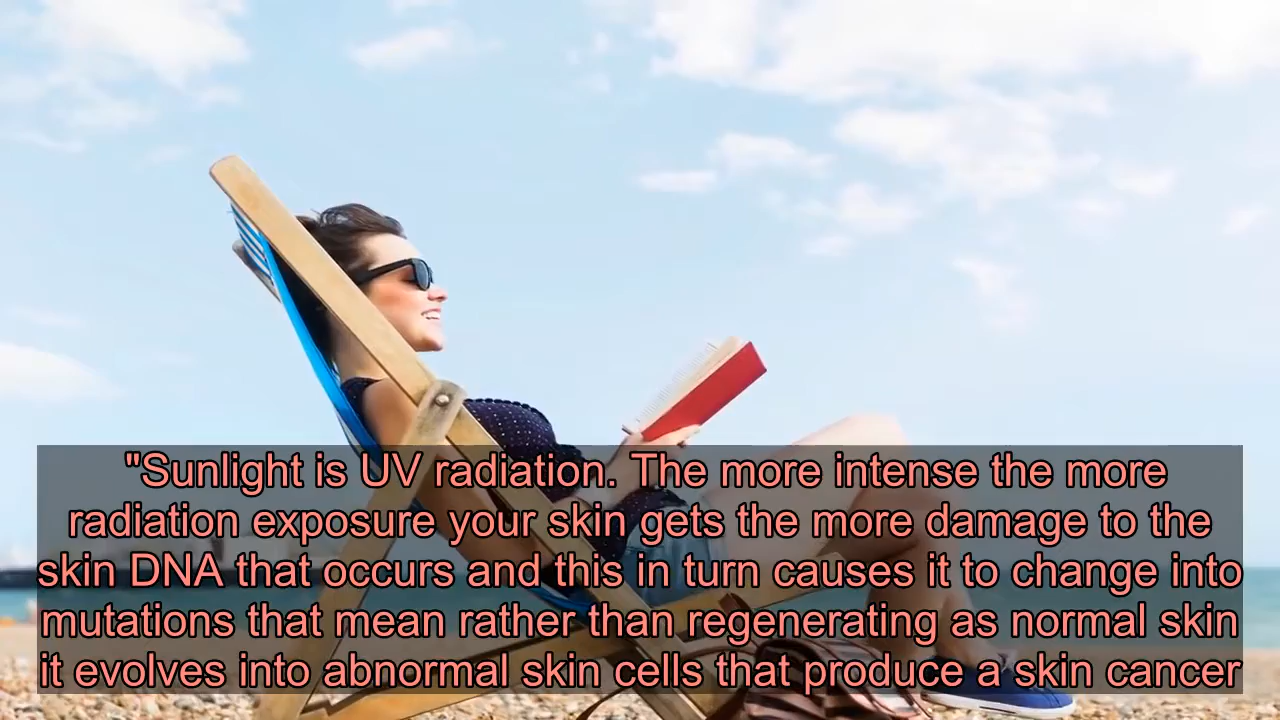 "Sunlight is UV radiation. The more intense the more
radiation exposure your skin gets the more damage to the
skin DNA that occurs and this in turn causes it to change into
mutations that mean rather than regenerating as normal skin
it evolves into abnormal skin cells that produce a skin cancer